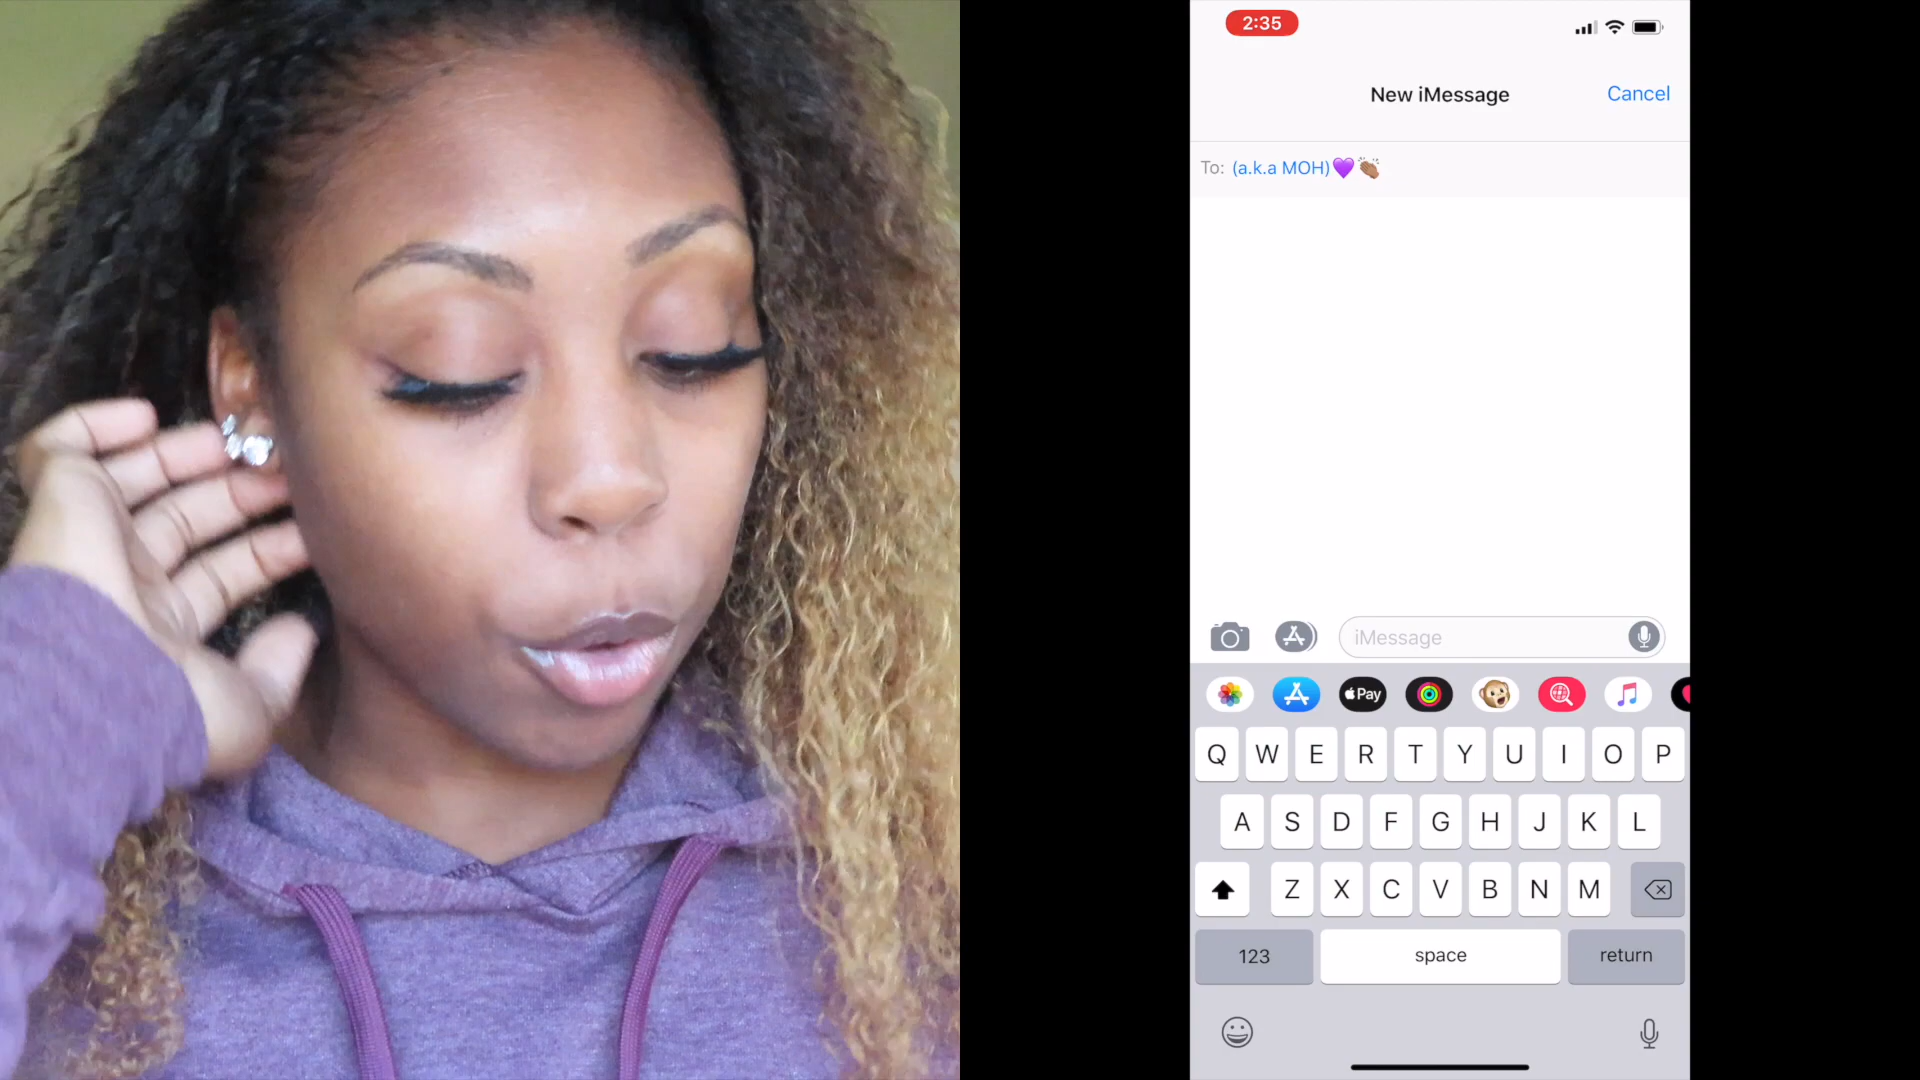 2:35
New iMessage
Cancel
To: (a.k.a MOH)💜👏🏽
iMessage
Pay
Q W E R T Y U I O P
A S D F G H J K L
Z X C V B N M
123 space return